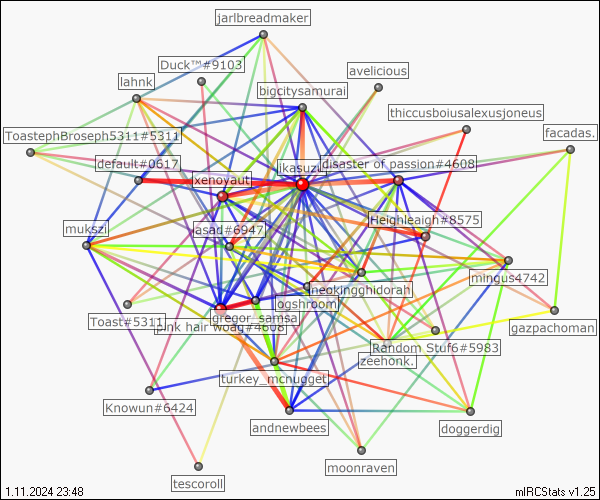 jarlbreadmaker
Duck™#9103
avelicious
lahnk
bigcitysamurai
thiccusboiusalexusjoneus
ToastephBroseph5311#5311
facadas.
default#0617
ikasuzu
disaster of passion#4608
xenoyaut
Heighleaigh#8575
mukszi
asad#6947
mingus4742
neokingghidorah
ogshroom
gregor_samsa
Toast#5311
pink hair woag#4608
gazpachoman
Random Stuf6#5983
zeehonk.
turkey_mcnugget
Knowun#6424
andnewbees
doggerdig
moonraven
tescoroll
1.11.2024 23:48
mIRCStats v1.25